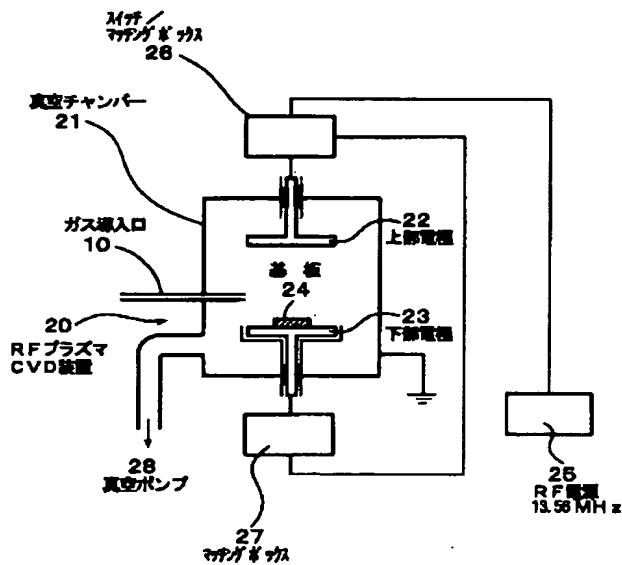 スイッチ/
マッチングボックス
26
真空チャンバー
21
ガス導入口
10
22
上部電極
基 板
24
23
下部電極
20
RFプラズマ
CVD装置
28
真空ポンプ
27
マッチングボックス
25
RF電源
13.56MHz